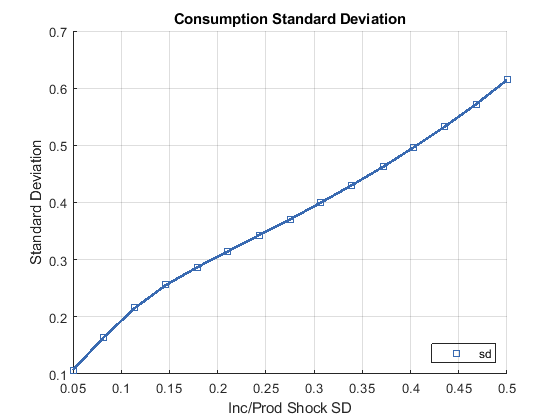 Consumption Standard Deviation
0.7
0.6
0.5
0.4
0.3
0.2
0.1
Standard Deviation
sd
0.05 0.1 0.15 0.2 0.25 0.3 0.35 0.4 0.45 0.5
Inc/Prod Shock SD